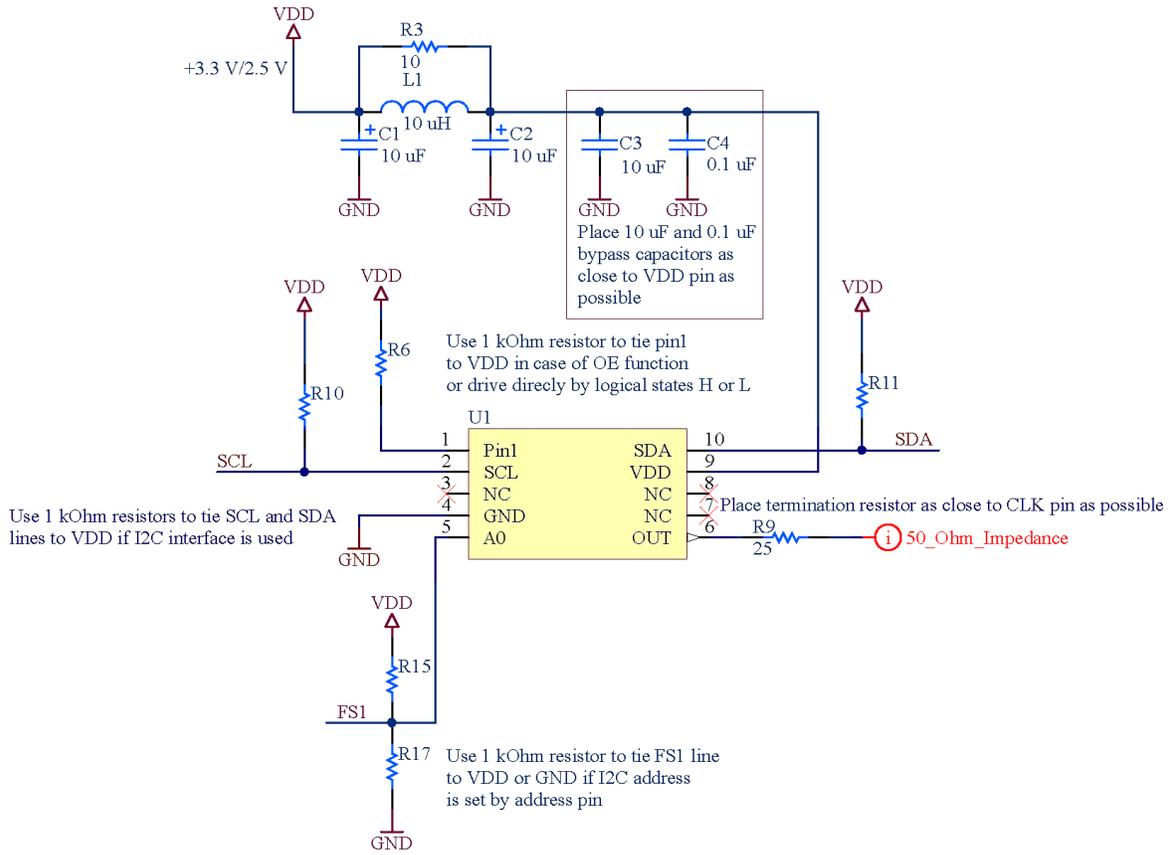 VDD
+3.3 V/2.5 V
R3
10
L1
10 uH
C1
10 uF
C2
10 uF
C3
10 uF
C4
0.1 uF
GND
GND
GND
GND
Place 10 uF and 0.1 uF
bypass capacitors as
close to VDD pin as
possible
VDD
VDD
VDD
R10
R6
R11
Use 1 kOhm resistor to tie pin1
to VDD in case of OE function
or drive direcly by logical states H or L
U1
SCL
SDA
1
2
3
4
5
Pin1
SCL
NC
GND
A0
SDA
VDD
NC
NC
OUT
10
9
8
7
6
Use 1 kOhm resistors to tie SCL and SDA
lines to VDD if I2C interface is used
GND
Place termination resistor as close to CLK pin as possible
R9
25
i
50_Ohm_Impedance
VDD
R15
FS1
R17
GND
Use 1 kOhm resistor to tie FS1 line
to VDD or GND if I2C address
is set by address pin